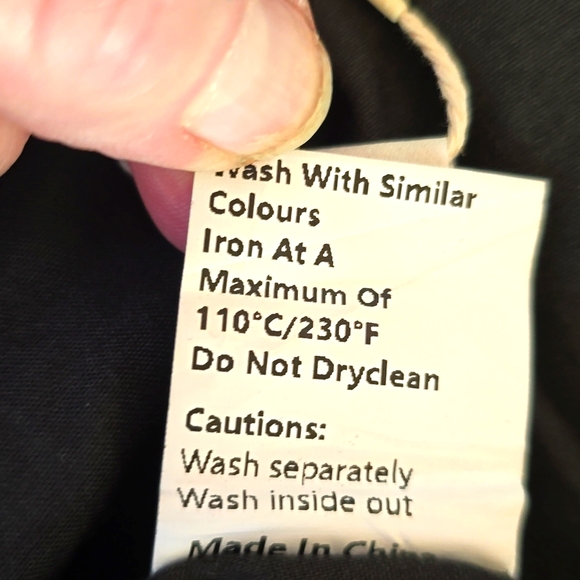 Wash With Similar
Colours
Iron At A
Maximum Of
110°C/230°F
Do Not Dryclean
Cautions:
Wash separately
Wash inside out
Made In China